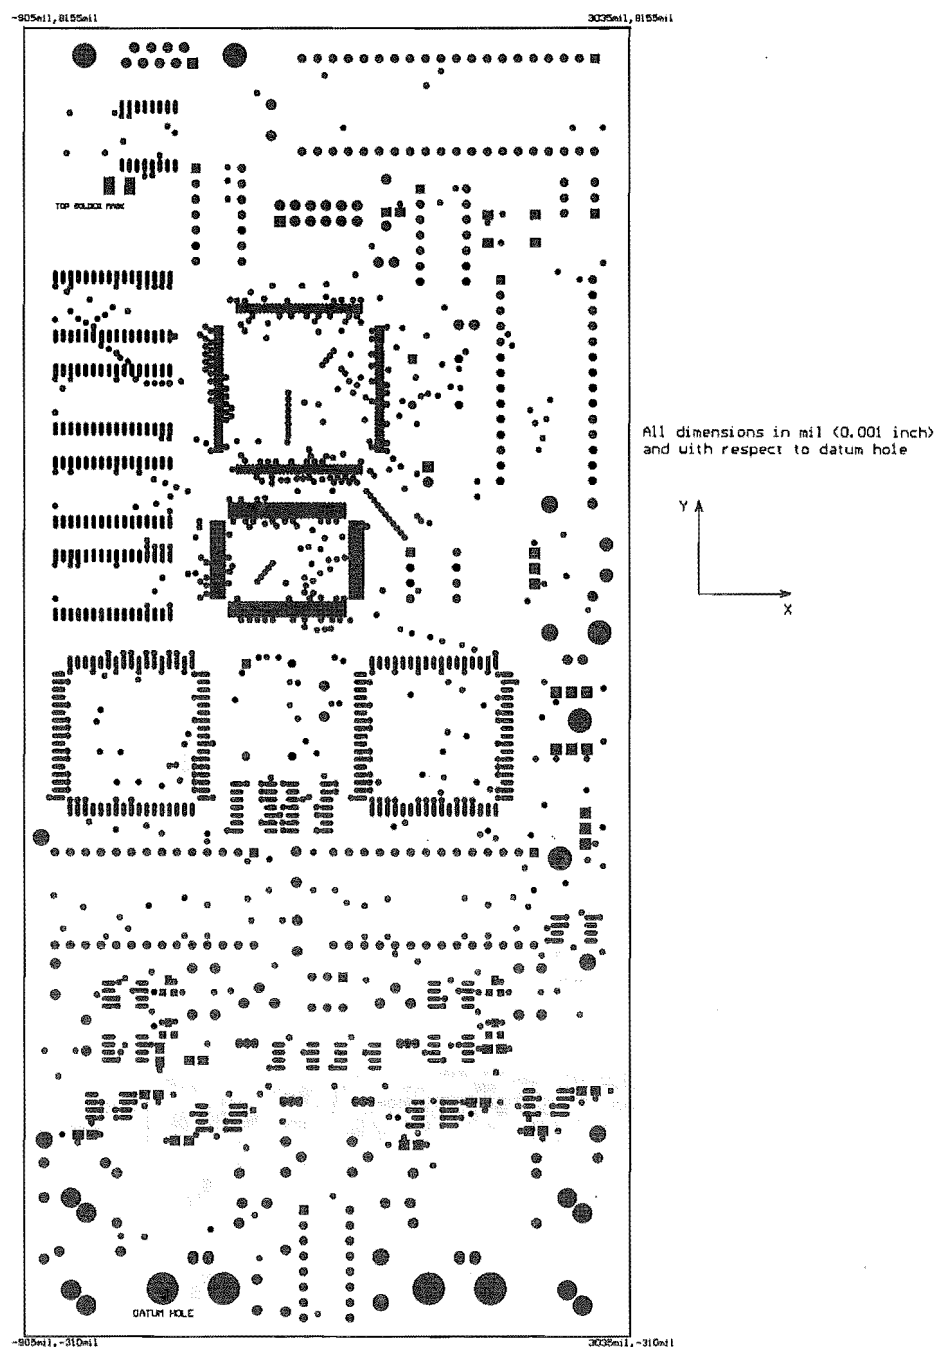 -905mil,8155mil 3035mil,8155mil
TOP SOLDER MASK
All dimensions in mil (0.001 inch)
and with respect to datum hole
Y
X
DATUM HOLE
-905mil,-310mil 3035mil,-310mil